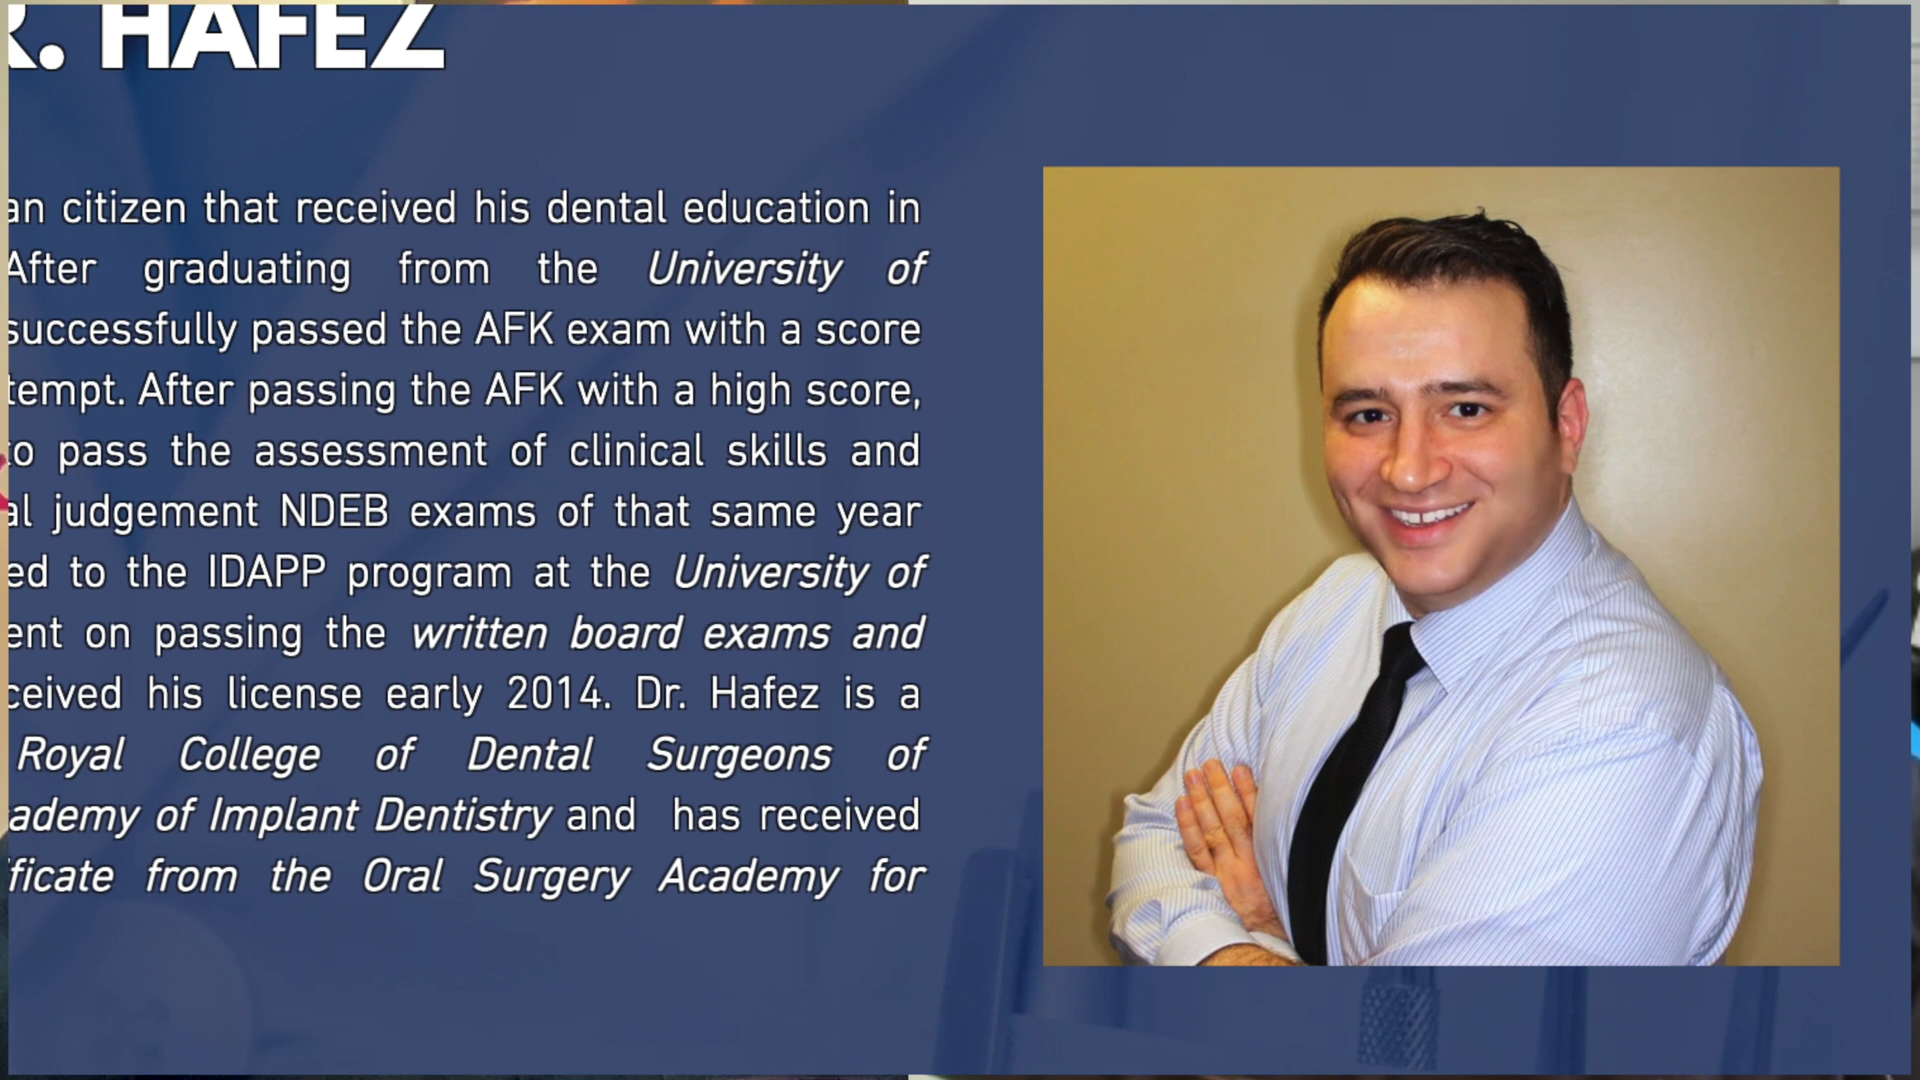 R. HAFEZ
an citizen that received his dental education in
After graduating from the University of
successfully passed the AFK exam with a score
tempt. After passing the AFK with a high score,
to pass the assessment of clinical skills and
al judgement NDEB exams of that same year
ed to the IDAPP program at the University of
ent on passing the written board exams and
ceived his license early 2014. Dr. Hafez is a
Royal College of Dental Surgeons of
ademy of Implant Dentistry and has received
ificate from the Oral Surgery Academy for